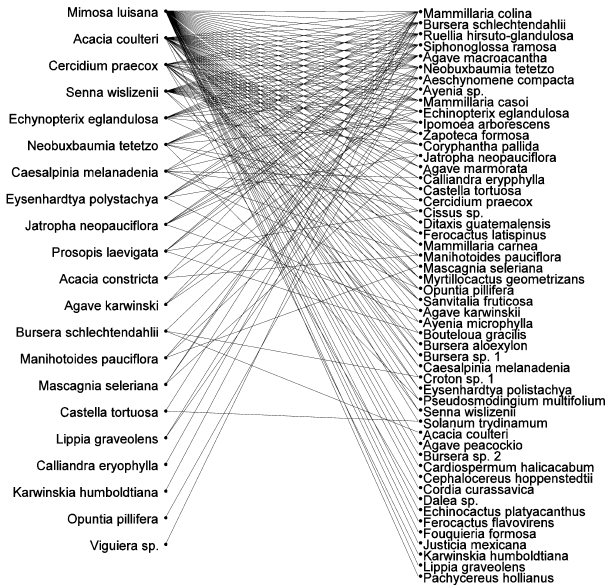 Mimosa luisana
Acacia coulteri
Cercidium praecox
Senna wislizenii
Echynopterix eglandulosa
Neobuxbaumia tetetzo
Caesalpinia melanadenia
Eysenhardtya polystachya
Jatropha neopauciflora
Prosopis laevigata
Acacia constricta
Agave karwinski
Bursera schlechtendahlii
Manihotoides pauciflora
Mascagnia seleriana
Castella tortuosa
Lippia graveolens
Calliandra eryophylla
Karwinskia humboldtiana
Opuntia pillifera
Viguiera sp.
Mammillaria colina
Bursera schlechtendahlii
Ruellia hirsuto-glandulosa
Siphonoglossa ramosa
Agave macroacantha
Neobuxbaumia tetetzo
Aeschynomene compacta
Ayenia sp.
Mammillaria casoi
Echinopterix eglandulosa
Ipomoea arborescens
Zapoteca formosa
Coryphantha pallida
Jatropha neopauciflora
Agave marmorata
Calliandra erypphylla
Castella tortuosa
Cercidium praecox
Cissus sp.
Ditaxis guatemalensis
Ferocactus latispinus
Mammillaria carnea
Manihotoides pauciflora
Mascagnia seleriana
Myrtillocactus geometrizans
Opuntia pillifera
Sanvitalia fruticosa
Agave karwinskii
Ayenia microphylla
Bouteloua gracilis
Bursera aloexylon
Bursera sp. 1
Caesalpinia melanadenia
Croton sp. 1
Eysenhardtia polistachya
Pseudosmodingium multifolium
Senna wislizenii
Solanum trydinamum
Acacia coulteri
Agave peacockio
Bursera sp. 2
Cardiospermum halicacabum
Cephalocereus hoppenstedtii
Cordia curassavica
Dalea sp.
Echinocactus platyacanthus
Ferocactus flavovirens
Fouquieria formosa
Justicia mexicana
Karwinskia humboldtiana
Lippia graveolens
Pachycereus hollianus